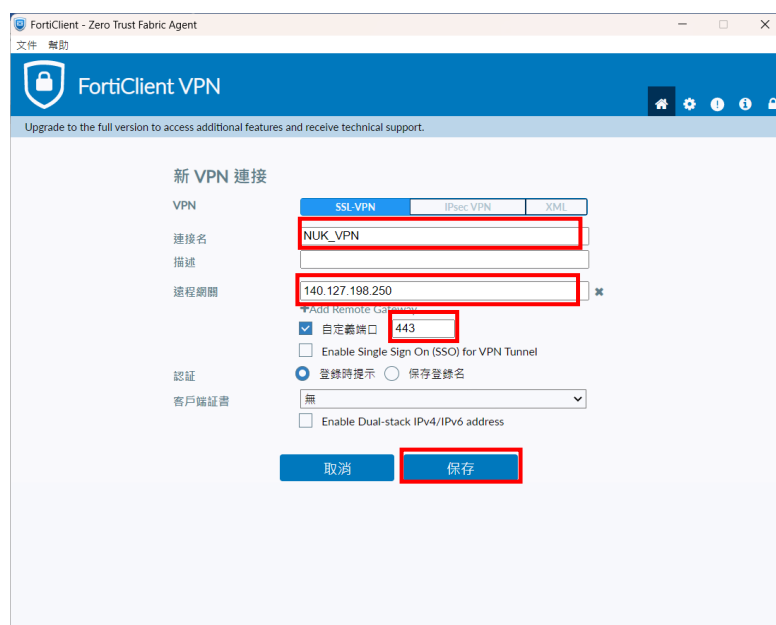 FortiClient - Zero Trust Fabric Agent
文件 幫助
FortiClient VPN
Upgrade to the full version to access additional features and receive technical support.
新 VPN 連接
VPN SSL-VPN IPsec VPN XML
連接名 NUK_VPN
描述
遠程網關 140.127.198.250
+Add Remote Gateway
自定義端口 443
Enable Single Sign On (SSO) for VPN Tunnel
認証 登錄時提示 保存登錄名
客戶端証書 無
Enable Dual-stack IPv4/IPv6 address
取消 保存